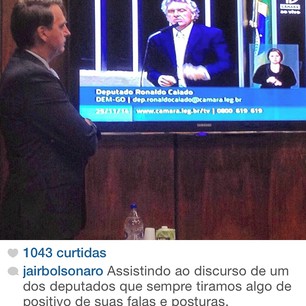 Deputado Ronaldo Caiado
DEM-GO | dep.ronaldocaiado@camara.leg.br
www.camara.leg.br/tv | 0800 619 619
1043 curtidas
jairbolsonaro Assistindo ao discurso de um
dos deputados que sempre tiramos algo de
positivo de suas falas e posturas.